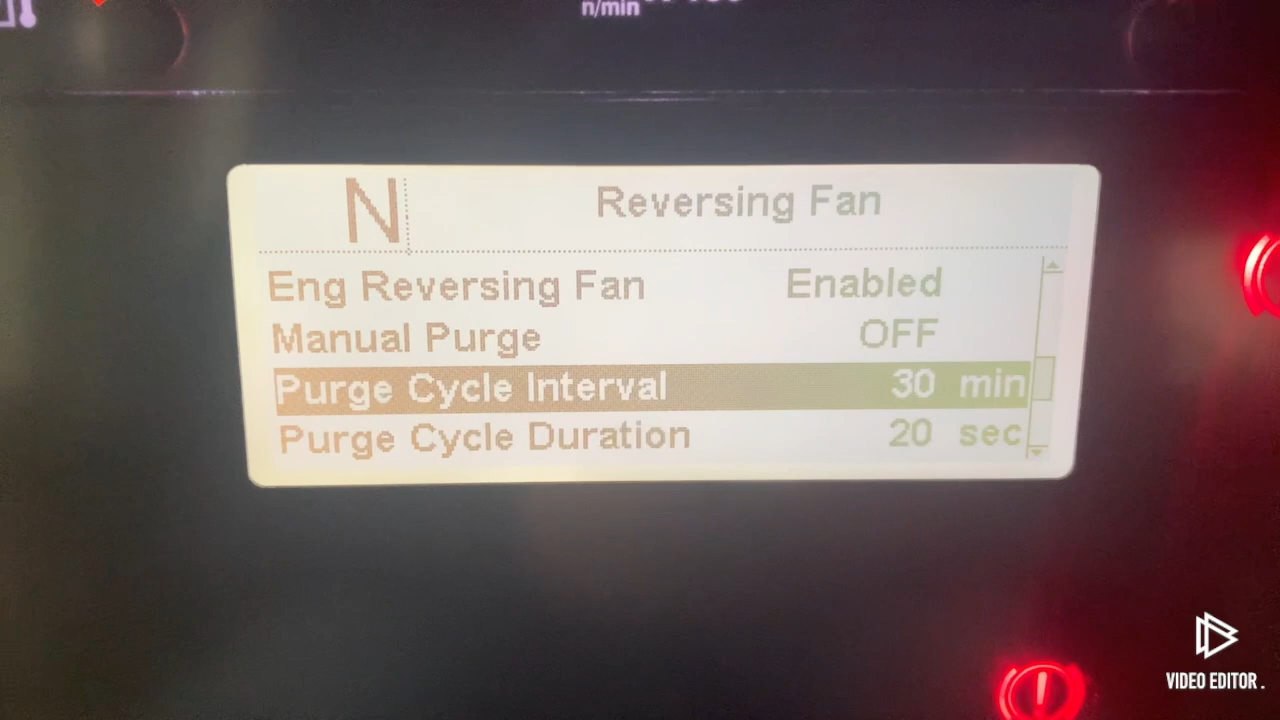 n/min
N
Reversing Fan
Eng Reversing Fan Enabled
Manual Purge OFF
Purge Cycle Interval 30 min
Purge Cycle Duration 20 sec
VIDEO EDITOR .